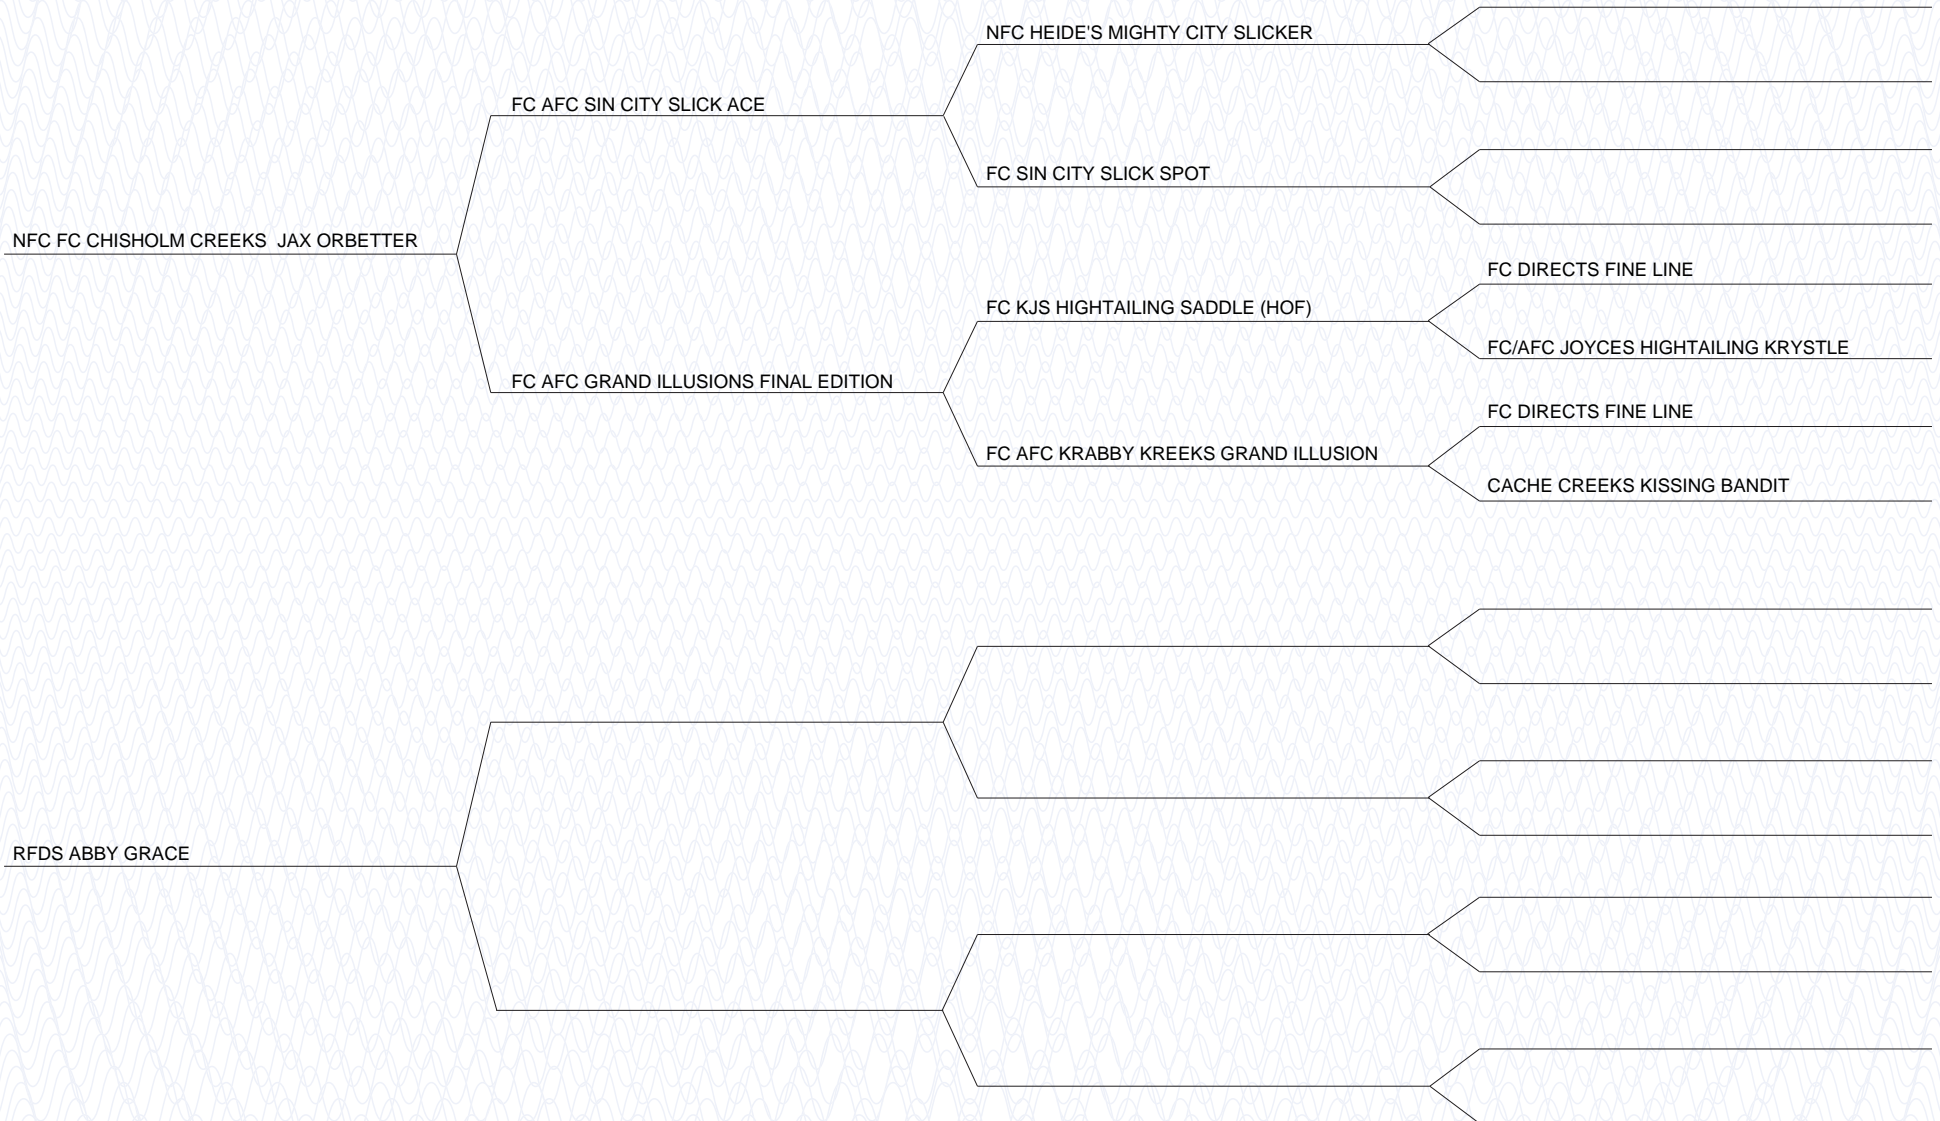 NFC HEIDE'S MIGHTY CITY SLICKER
FC AFC SIN CITY SLICK ACE
FC SIN CITY SLICK SPOT
NFC FC CHISHOLM CREEKS  JAX ORBETTER
FC DIRECTS FINE LINE
FC KJS HIGHTAILING SADDLE (HOF)
FC/AFC JOYCES HIGHTAILING KRYSTLE
FC AFC GRAND ILLUSIONS FINAL EDITION
FC DIRECTS FINE LINE
FC AFC KRABBY KREEKS GRAND ILLUSION
CACHE CREEKS KISSING BANDIT
RFDS ABBY GRACE